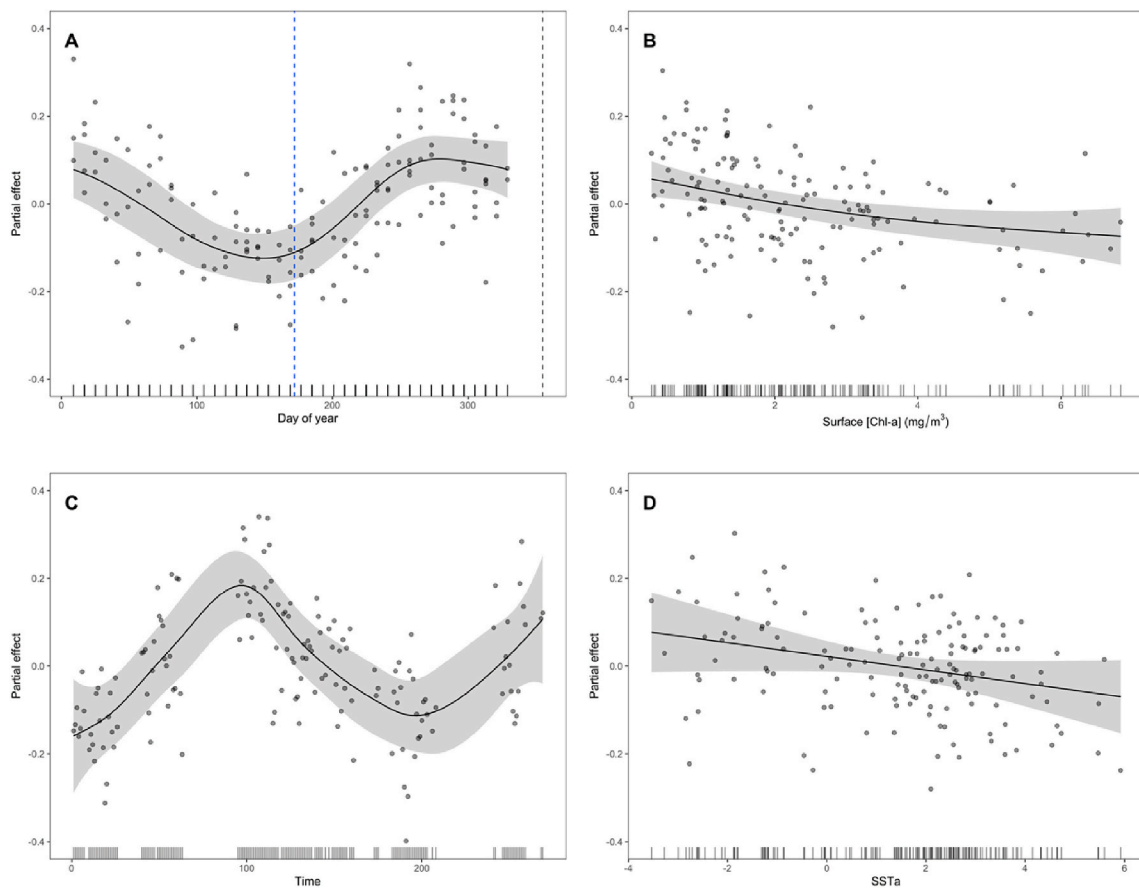 A
0.4
0.2
0.0
-0.2
-0.4
Partial effect
0 100 200 300
Day of year
B
0.4
0.2
0.0
-0.2
-0.4
Partial effect
0 2 4 6
Surface [Chl-a] (mg/m³)
C
0.4
0.2
0.0
-0.2
-0.4
Partial effect
0 100 200
Time
D
0.4
0.2
0.0
-0.2
-0.4
Partial effect
-4 -2 0 2 4 6
SSTa